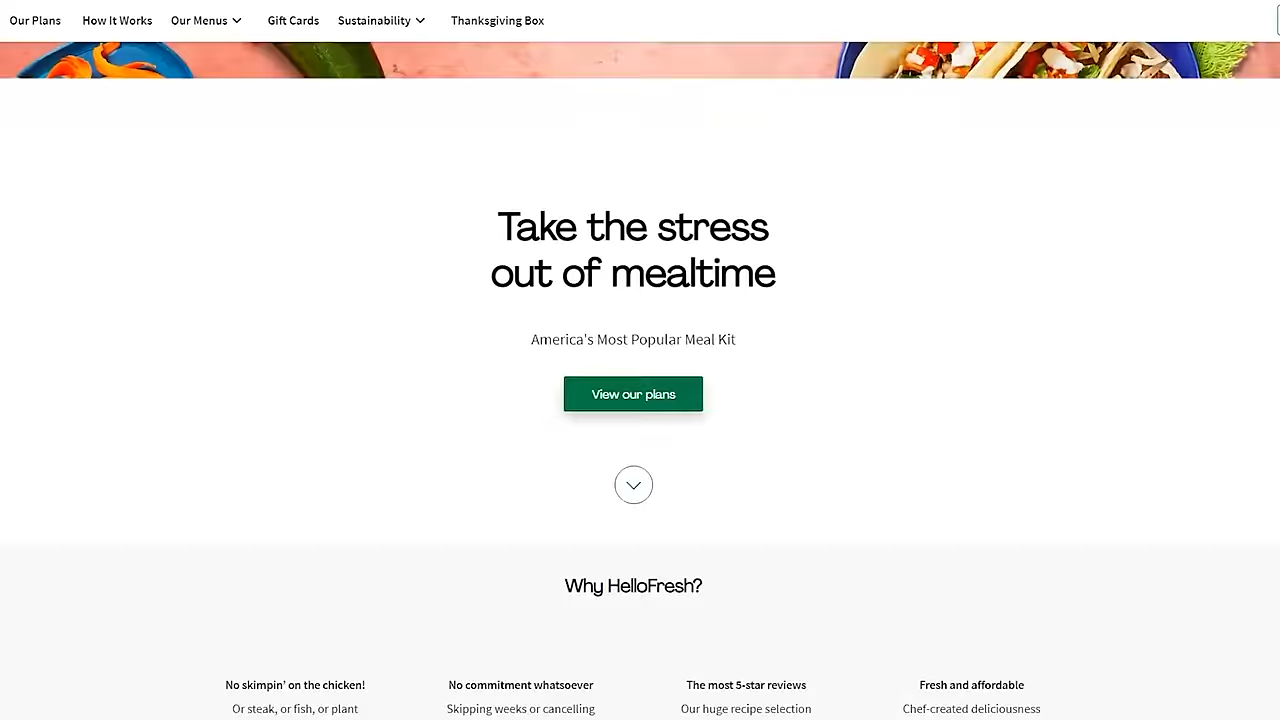 Our Plans How It Works Our Menus Gift Cards Sustainability Thanksgiving Box
Take the stress
out of mealtime
America's Most Popular Meal Kit
View our plans
Why HelloFresh?
No skimpin' on the chicken! No commitment whatsoever The most 5-star reviews Fresh and affordable
Or steak, or fish, or plant Skipping weeks or cancelling Our huge recipe selection Chef-created deliciousness